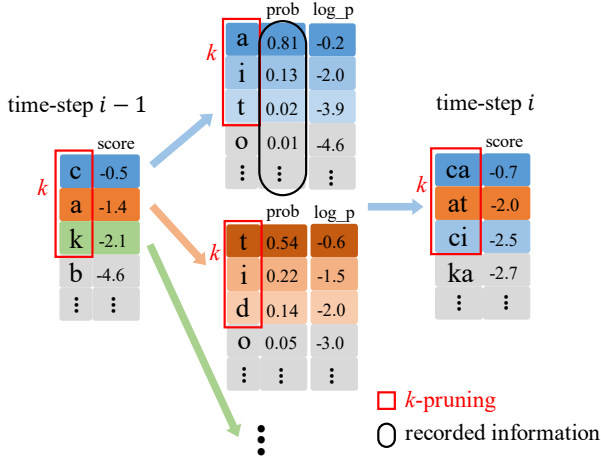 prob log_p
k
a 0.81 -0.2
i 0.13 -2.0
t 0.02 -3.9
o 0.01 -4.6
time-step i − 1
score
k
c -0.5
a -1.4
k -2.1
b -4.6
prob log_p
k
t 0.54 -0.6
i 0.22 -1.5
d 0.14 -2.0
o 0.05 -3.0
time-step i
score
k
ca -0.7
at -2.0
ci -2.5
ka -2.7
k-pruning
recorded information